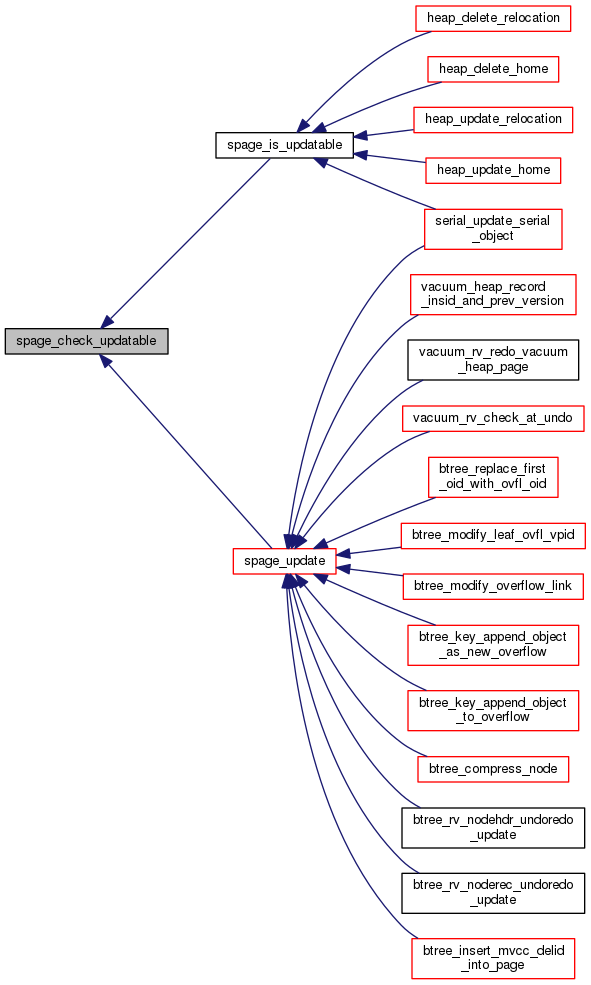 heap_delete_relocation
heap_delete_home
heap_update_relocation
spage_is_updatable
heap_update_home
serial_update_serial
_object
vacuum_heap_record
_insid_and_prev_version
spage_check_updatable
vacuum_rv_redo_vacuum
_heap_page
vacuum_rv_check_at_undo
btree_replace_first
_oid_with_ovfl_oid
btree_modify_leaf_ovfl_vpid
spage_update
btree_modify_overflow_link
btree_key_append_object
_as_new_overflow
btree_key_append_object
_to_overflow
btree_compress_node
btree_rv_nodehdr_undoredo
_update
btree_rv_noderec_undoredo
_update
btree_insert_mvcc_delid
_into_page